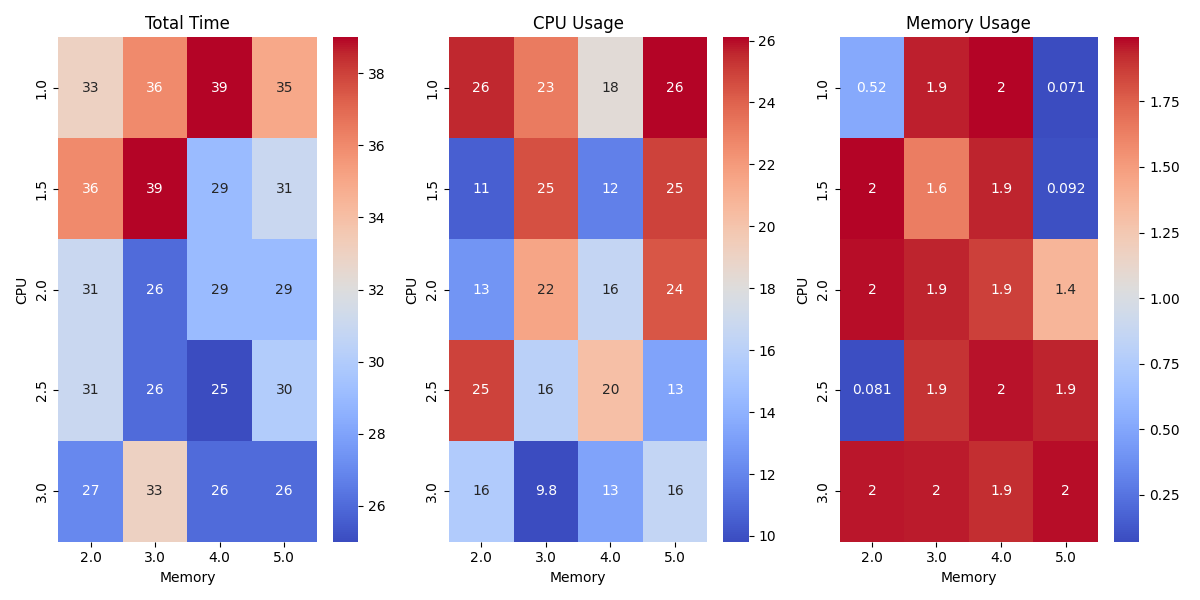 Total Time
CPU Usage
Memory Usage
1.0 33 36 39 35
1.5 36 39 29 31
2.0 31 26 29 29
2.5 31 26 25 30
3.0 27 33 26 26
CPU
2.0 3.0 4.0 5.0
Memory
38
36
34
32
30
28
26
1.0 26 23 18 26
1.5 11 25 12 25
2.0 13 22 16 24
2.5 25 16 20 13
3.0 16 9.8 13 16
CPU
2.0 3.0 4.0 5.0
Memory
26
24
22
20
18
16
14
12
10
1.0 0.52 1.9 2 0.071
1.5 2 1.6 1.9 0.092
2.0 2 1.9 1.9 1.4
2.5 0.081 1.9 2 1.9
3.0 2 2 1.9 2
CPU
2.0 3.0 4.0 5.0
Memory
1.75
1.50
1.25
1.00
0.75
0.50
0.25